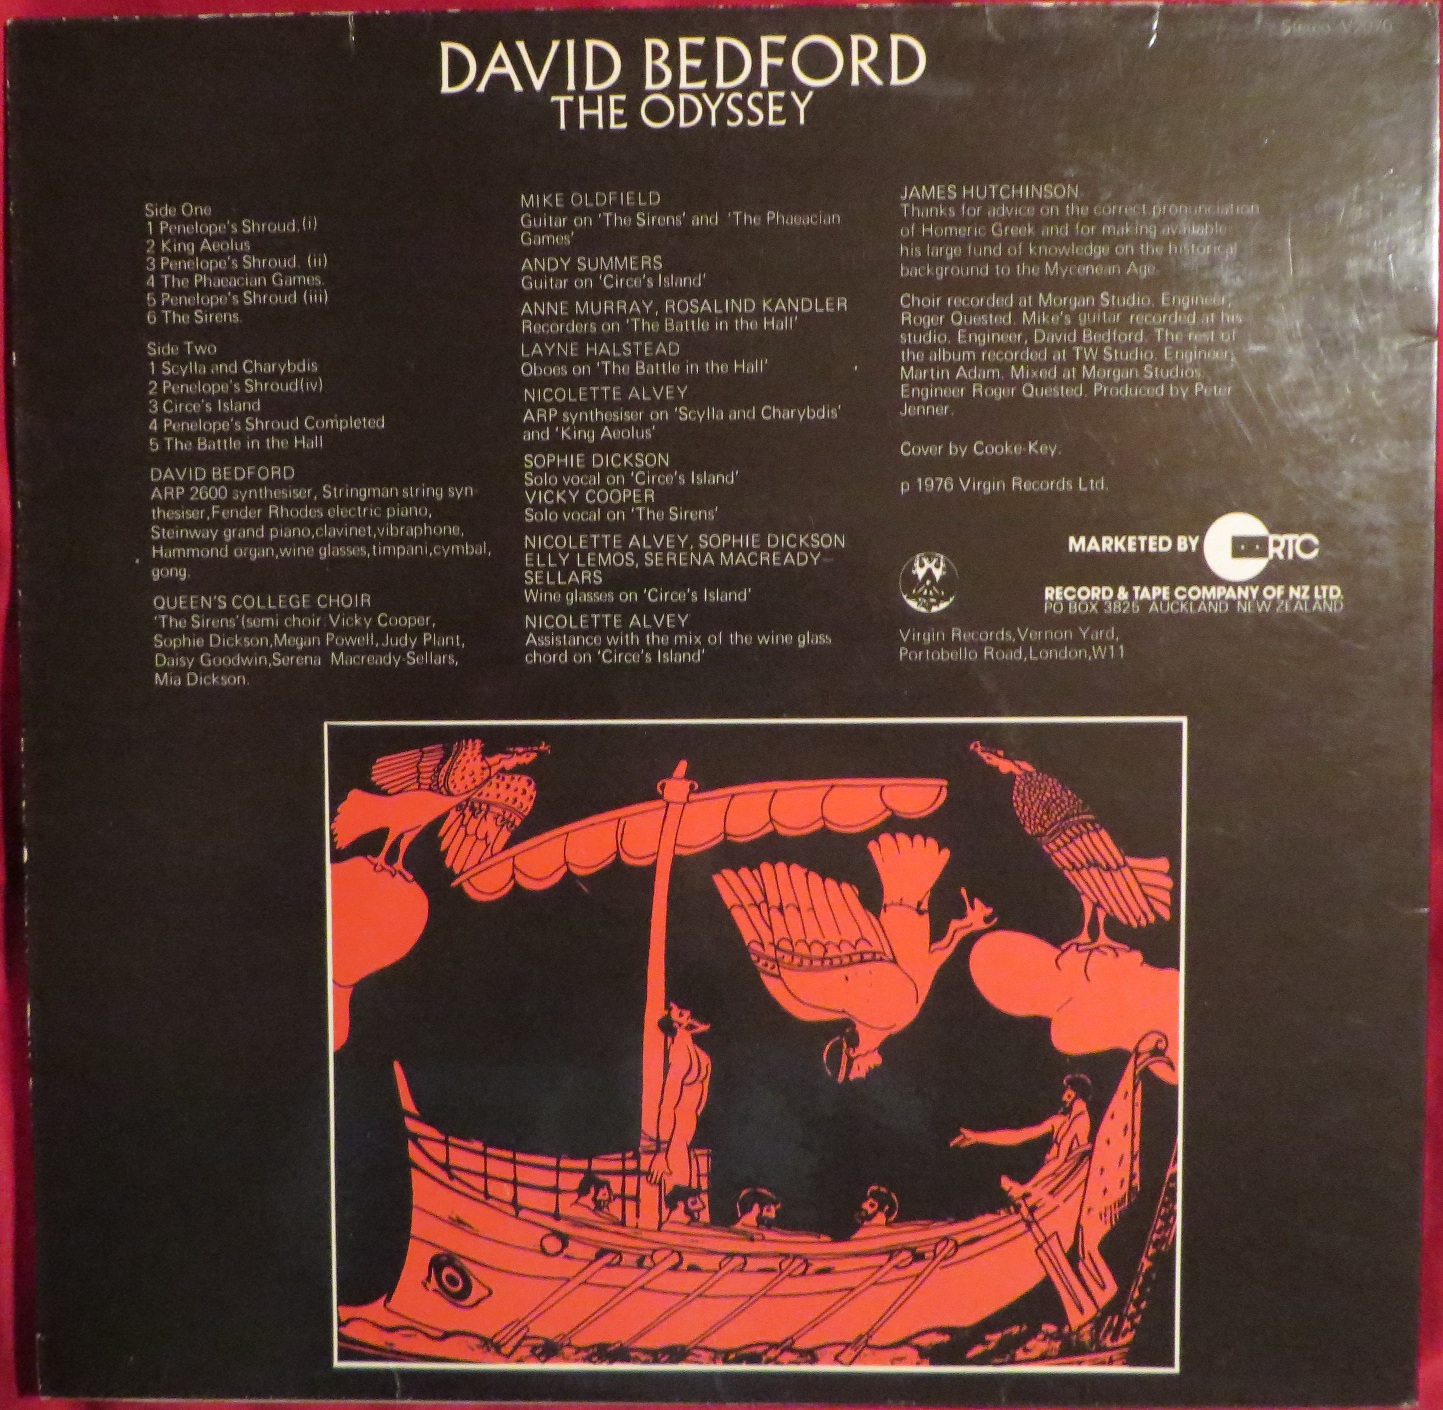 Stereo V2070
DAVID BEDFORD
THE ODYSSEY
Side One
1 Penelope's Shroud.(i)
2 King Aeolus
3 Penelope's Shroud. (ii)
4 The Phaeacian Games.
5 Penelope's Shroud (iii)
6 The Sirens.
Side Two
1 Scylla and Charybdis
2 Penelope's Shroud(iv)
3 Circe's Island
4 Penelope's Shroud Completed
5 The Battle in the Hall
DAVID BEDFORD
ARP 2600 synthesiser, Stringman string syn-
thesiser,Fender Rhodes electric piano,
Steinway grand piano,clavinet,vibraphone,
Hammond organ,wine glasses,timpani,cymbal,
gong.
QUEEN'S COLLEGE CHOIR
'The Sirens'(semi choir: Vicky Cooper,
Sophie Dickson,Megan Powell,Judy Plant,
Daisy Goodwin,Serena Macready-Sellars,
Mia Dickson.
MIKE OLDFIELD
Guitar on 'The Sirens' and 'The Phaeacian
Games'
ANDY SUMMERS
Guitar on 'Circe's Island'
ANNE MURRAY, ROSALIND KANDLER
Recorders on 'The Battle in the Hall'
LAYNE HALSTEAD
Oboes on 'The Battle in the Hall'
NICOLETTE ALVEY
ARP synthesiser on 'Scylla and Charybdis'
and 'King Aeolus'
SOPHIE DICKSON
Solo vocal on 'Circe's Island'
VICKY COOPER
Solo vocal on 'The Sirens'
NICOLETTE ALVEY, SOPHIE DICKSON
ELLY LEMOS, SERENA MACREADY-
SELLARS
Wine glasses on 'Circe's Island'
NICOLETTE ALVEY
Assistance with the mix of the wine glass
chord on 'Circe's Island'
JAMES HUTCHINSON
Thanks for advice on the correct pronunciation
of Homeric Greek and for making available
his large fund of knowledge on the historical
background to the Mycenean Age.
Choir recorded at Morgan Studio. Engineer,
Roger Quested. Mike's guitar recorded at his
studio. Engineer, David Bedford. The rest of
the album recorded at TW Studio. Engineer,
Martin Adam. Mixed at Morgan Studios.
Engineer Roger Quested. Produced by Peter
Jenner.
Cover by Cooke-Key.
p 1976 Virgin Records Ltd.
MARKETED BY RTC
RECORD & TAPE COMPANY OF NZ LTD.
PO BOX 3825 AUCKLAND NEW ZEALAND
Virgin Records,Vernon Yard,
Portobello Road,London,W11